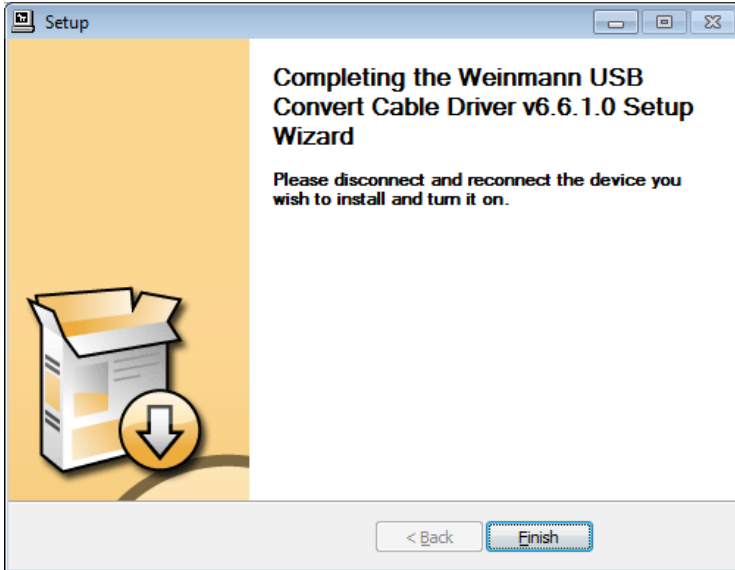 Setup
Completing the Weinmann USB
Convert Cable Driver v6.6.1.0 Setup
Wizard
Please disconnect and reconnect the device you
wish to install and turn it on.
< Back
Finish